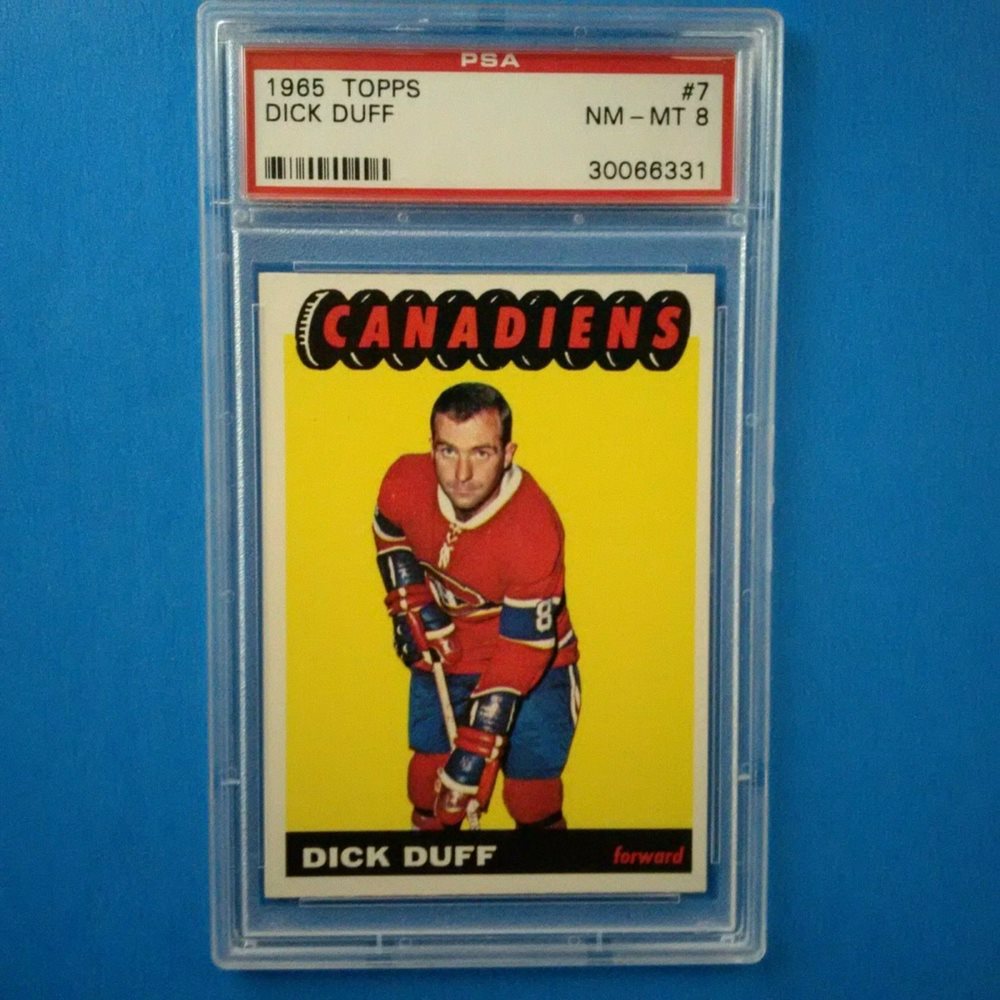 PSA
1965 TOPPS #7
DICK DUFF NM-MT 8
30066331
CANADIENS
8
DICK DUFF forward